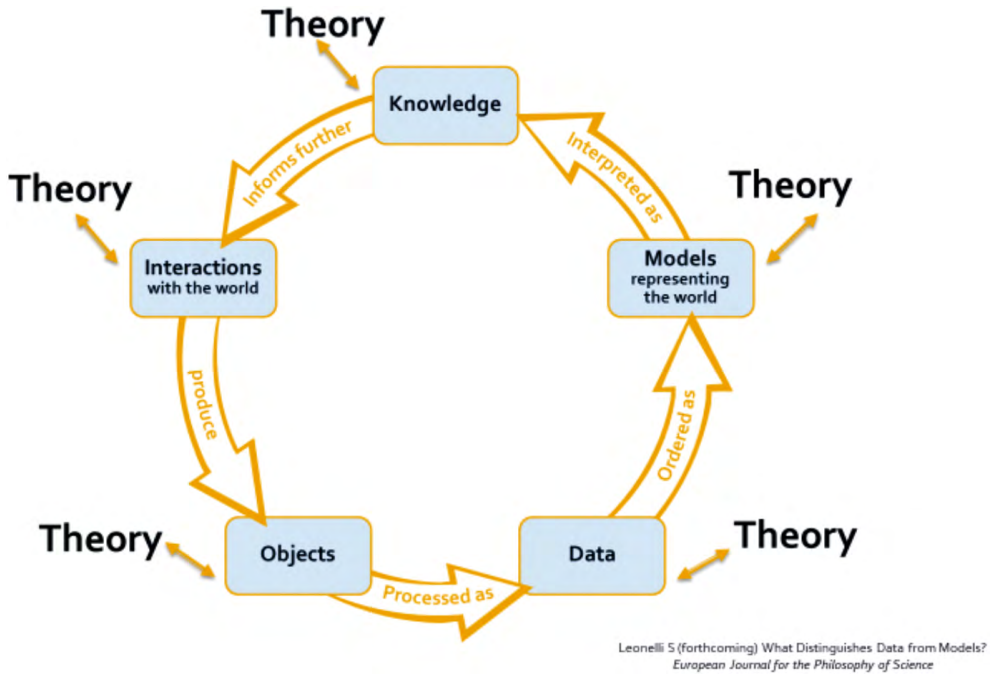 Theory
Knowledge
Informs further
Interpreted as
Theory
Theory
Interactions
with the world
Models
representing
the world
produce
Ordered as
Theory
Theory
Objects
Data
Processed as
Leonelli S (forthcoming) What Distinguishes Data from Models?
European Journal for the Philosophy of Science